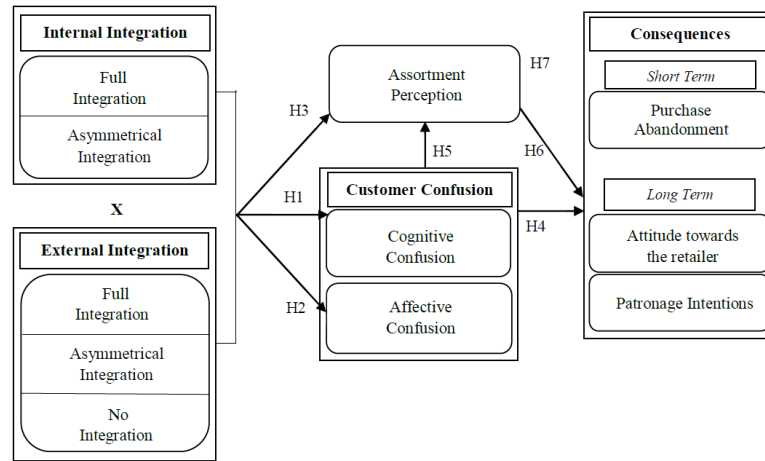 Internal Integration
Full
Integration
Asymmetrical
Integration
X
External Integration
Full
Integration
Asymmetrical
Integration
No
Integration
H3
H1
H2
Assortment
Perception
H5
Customer Confusion
Cognitive
Confusion
Affective
Confusion
H7
H6
H4
Consequences
Short Term
Purchase
Abandonment
Long Term
Attitude towards
the retailer
Patronage Intentions